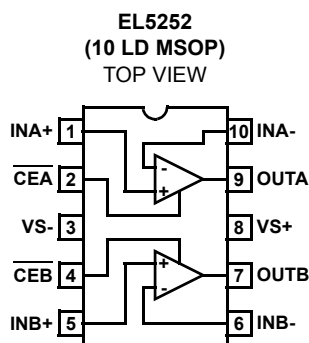 EL5252
(10 LD MSOP)
TOP VIEW
INA+ 1 10 INA-
CEA 2 - + 9 OUTA
VS- 3 8 VS+
CEB 4 + - 7 OUTB
INB+ 5 6 INB-